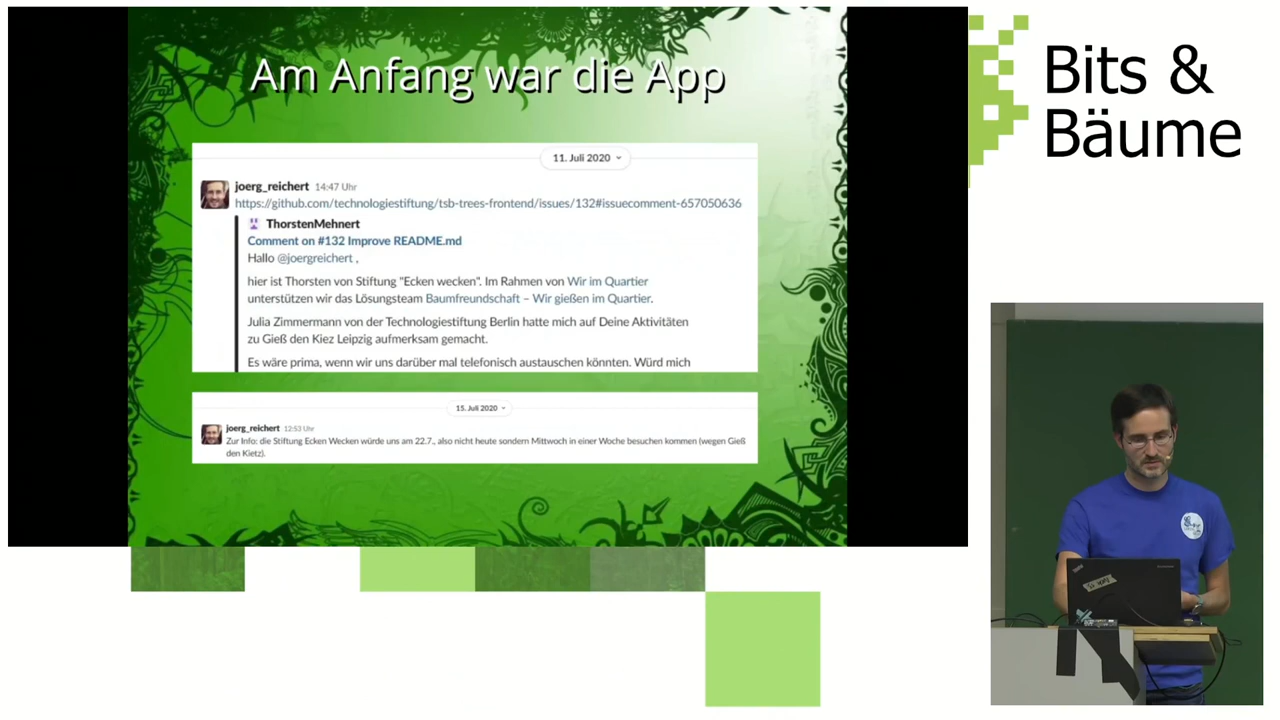 Am Anfang war die App
11. Juli 2020
joerg_reichert 14:47 Uhr
https://github.com/technologiestiftung/tsb-trees-frontend/issues/132#issuecomment-657050636
ThorstenMehnert
Comment on #132 Improve README.md
Hallo @joergreichert ,
hier ist Thorsten von Stiftung "Ecken wecken". Im Rahmen von Wir im Quartier
unterstützen wir das Lösungsteam Baumfreundschaft – Wir gießen im Quartier.
Julia Zimmermann von der Technologiestiftung Berlin hatte mich auf Deine Aktivitäten
zu Gieß den Kiez Leipzig aufmerksam gemacht.
Es wäre prima, wenn wir uns darüber mal telefonisch austauschen könnten. Würd mich
15. Juli 2020
joerg_reichert 12:53 Uhr
Zur Info: die Stiftung Ecken Wecken würde uns am 22.7., also nicht heute sondern Mittwoch in einer Woche besuchen kommen (wegen Gieß
den Kietz).
Bits &
Bäume